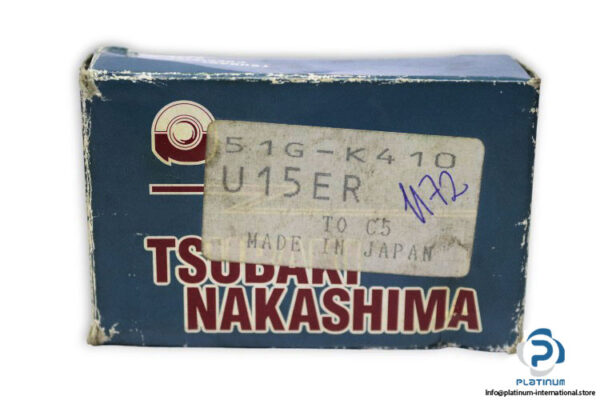 51G-K410
U15ER
1172
TO C5
MADE IN JAPAN
TSUBAKI
NAKASHIMA
PLATINUM
Info@platinum-international.store